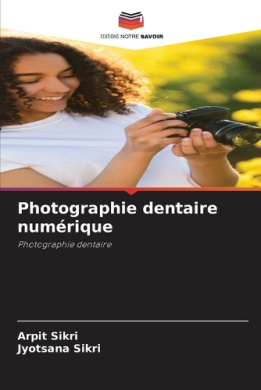 EDITIONS NOTRE SAVOIR
Photographie dentaire
numérique
Photographie dentaire
Arpit Sikri
Jyotsana Sikri